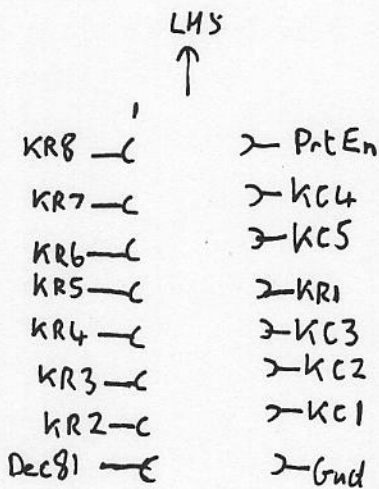 LHS
1
KR8 PrtEn
KR7 KC4
KR6 KC5
KR5 KR1
KR4 KC3
KR3 KC2
KR2 KC1
Dec81 Gnd